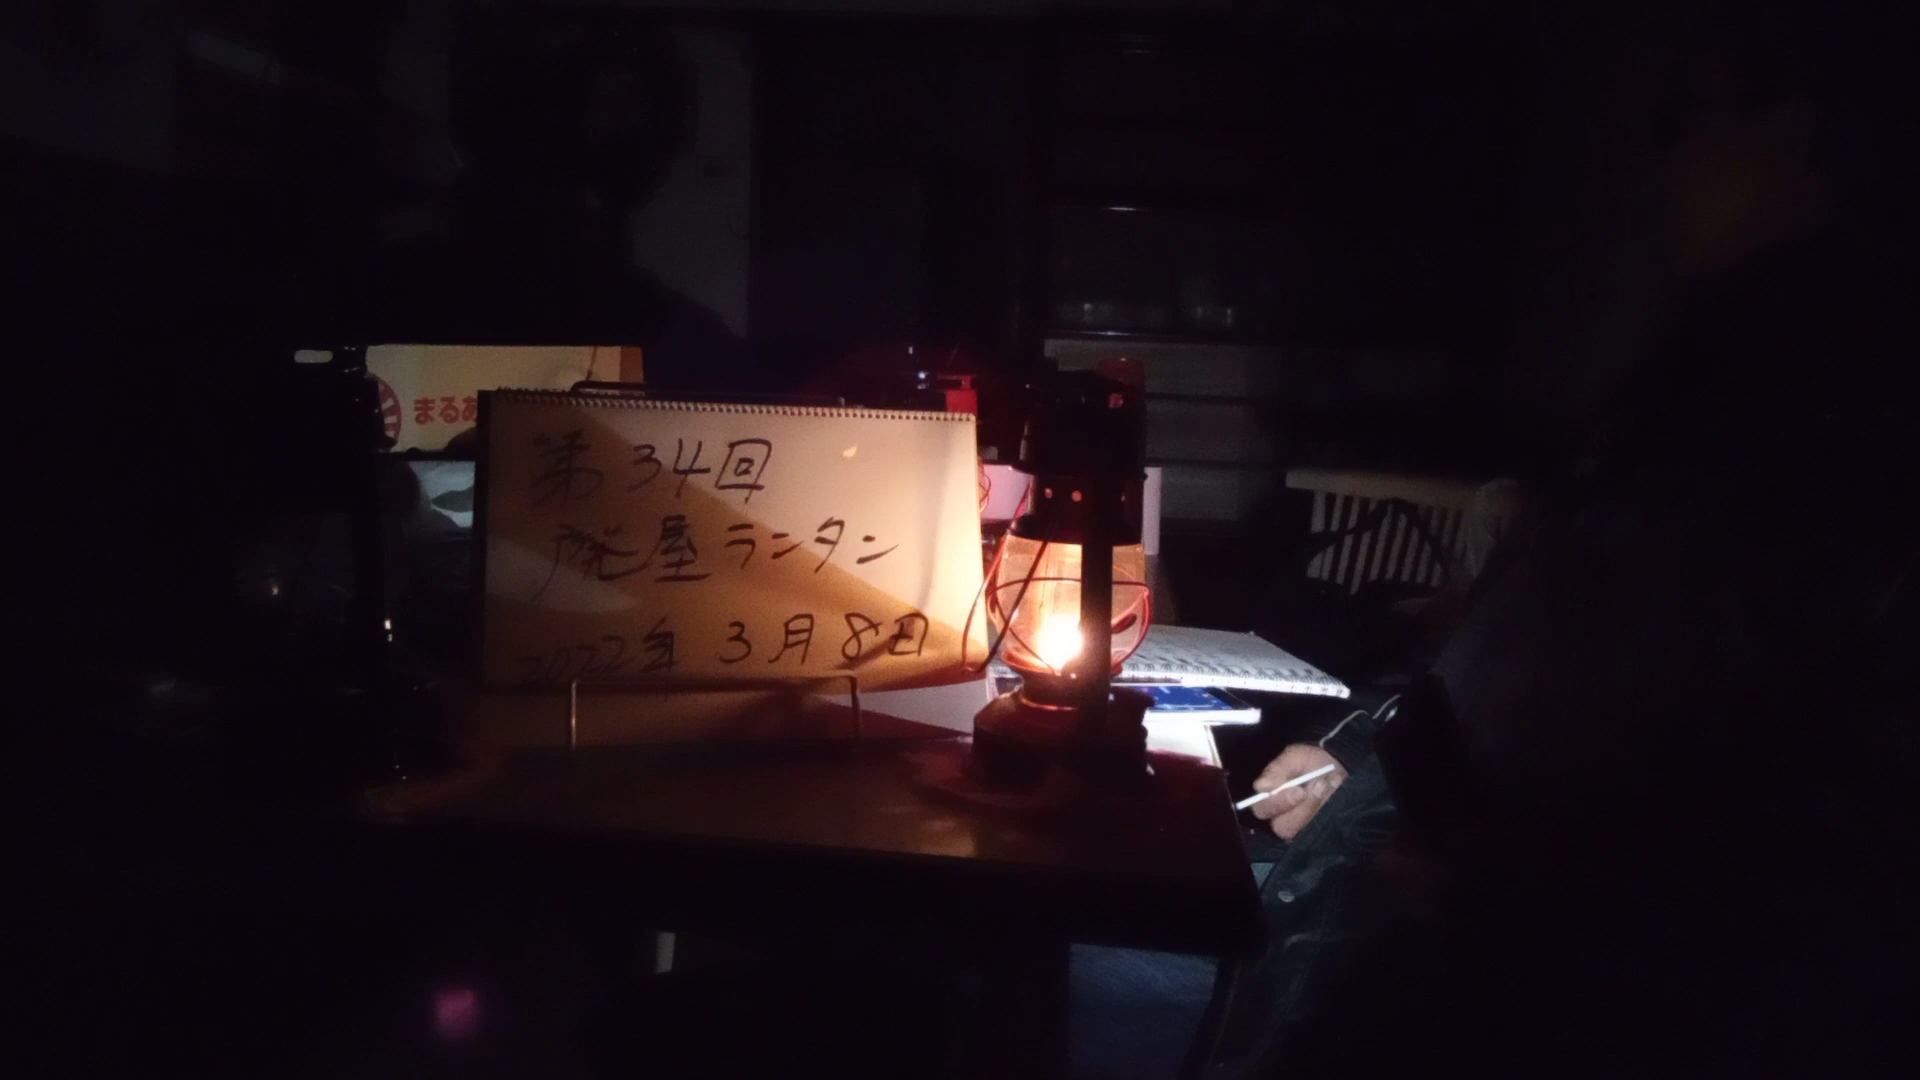 まるあ
第34回
廃屋ランタン
2022年 3月8日